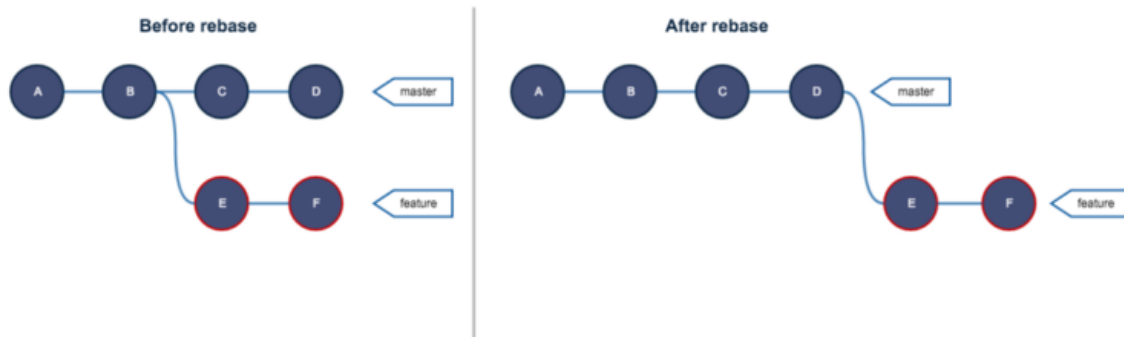 Before rebase
A B C D master
E F feature
After rebase
A B C D master
E F feature